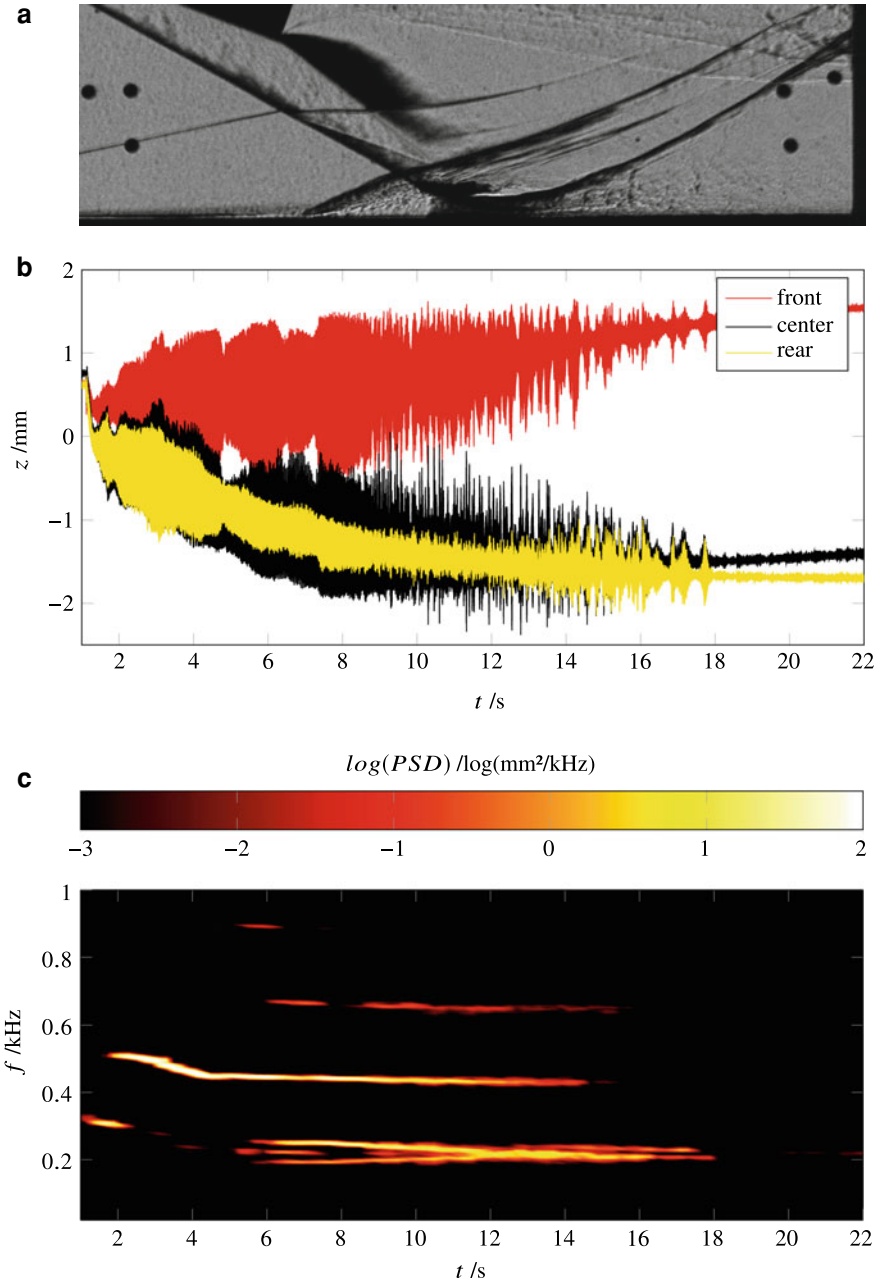 a
b
2
1
0
−1
−2
z /mm
front
center
rear
2 4 6 8 10 12 14 16 18 20 22
t /s
c
log(PSD) /log(mm²/kHz)
−3 −2 −1 0 1 2
1
0.8
0.6
0.4
0.2
f /kHz
2 4 6 8 10 12 14 16 18 20 22
t /s